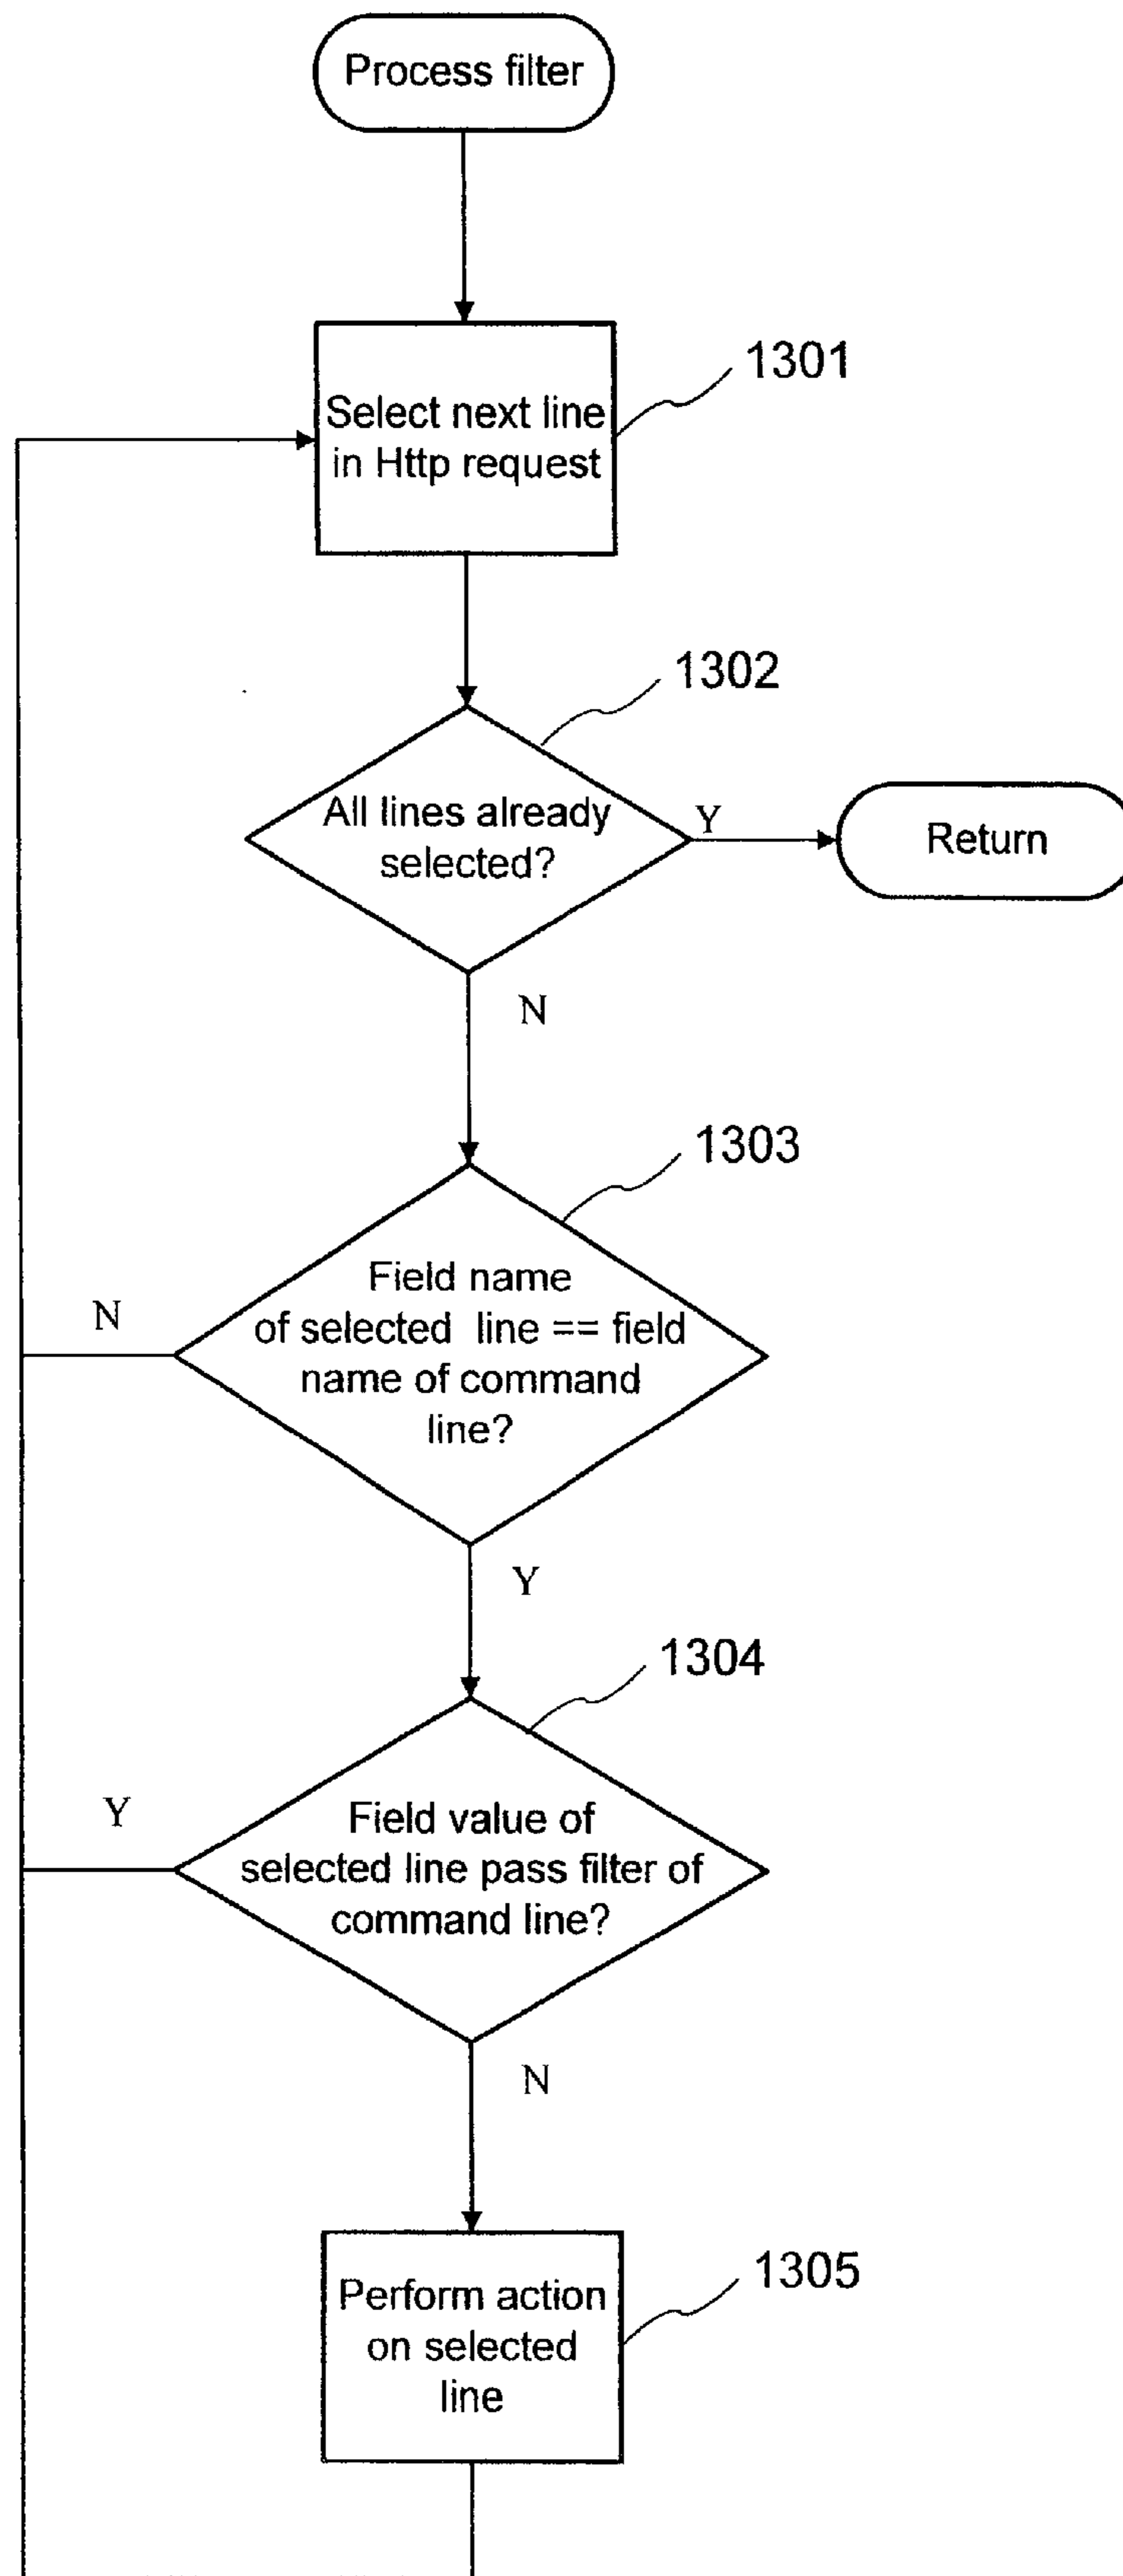 Process filter
1301
Select next line
in Http request
1302
All lines already
selected?
Y
Return
N
1303
Field name
of selected line == field
name of command
line?
N
Y
1304
Field value of
selected line pass filter of
command line?
Y
N
1305
Perform action
on selected
line